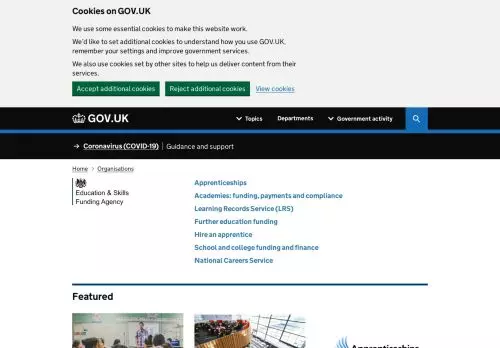 Cookies on GOV.UK
We use some essential cookies to make this website work.
We'd like to set additional cookies to understand how you use GOV.UK,
remember your settings and improve government services.
We also use cookies set by other sites to help us deliver content from their
services.
Accept additional cookies Reject additional cookies View cookies
GOV.UK Topics Departments Government activity
→ Coronavirus (COVID-19) | Guidance and support
Home > Organisations
Education & Skills
Funding Agency
Apprenticeships
Academies: funding, payments and compliance
Learning Records Service (LRS)
Further education funding
Hire an apprentice
School and college funding and finance
National Careers Service
Featured
Apprenticeships